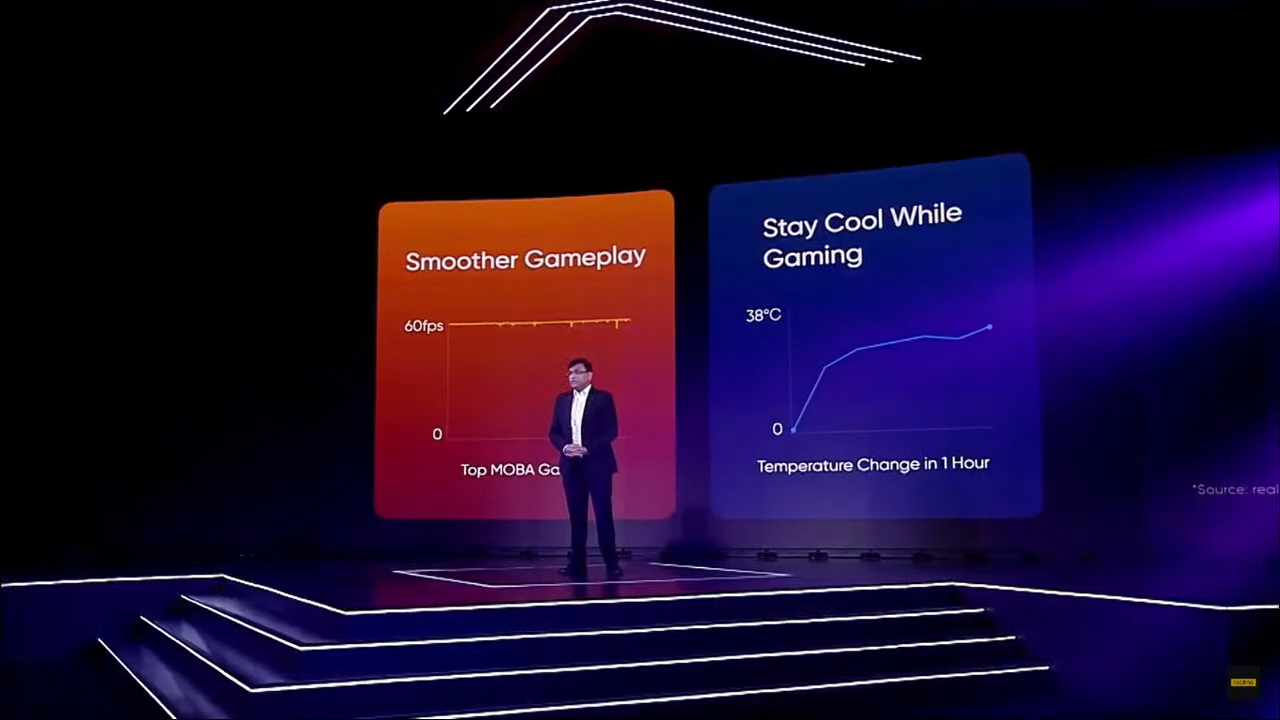 Smoother Gameplay
60fps
0
Top MOBA Ga
Stay Cool While
Gaming
38°C
0
Temperature Change in 1 Hour
*Source: real